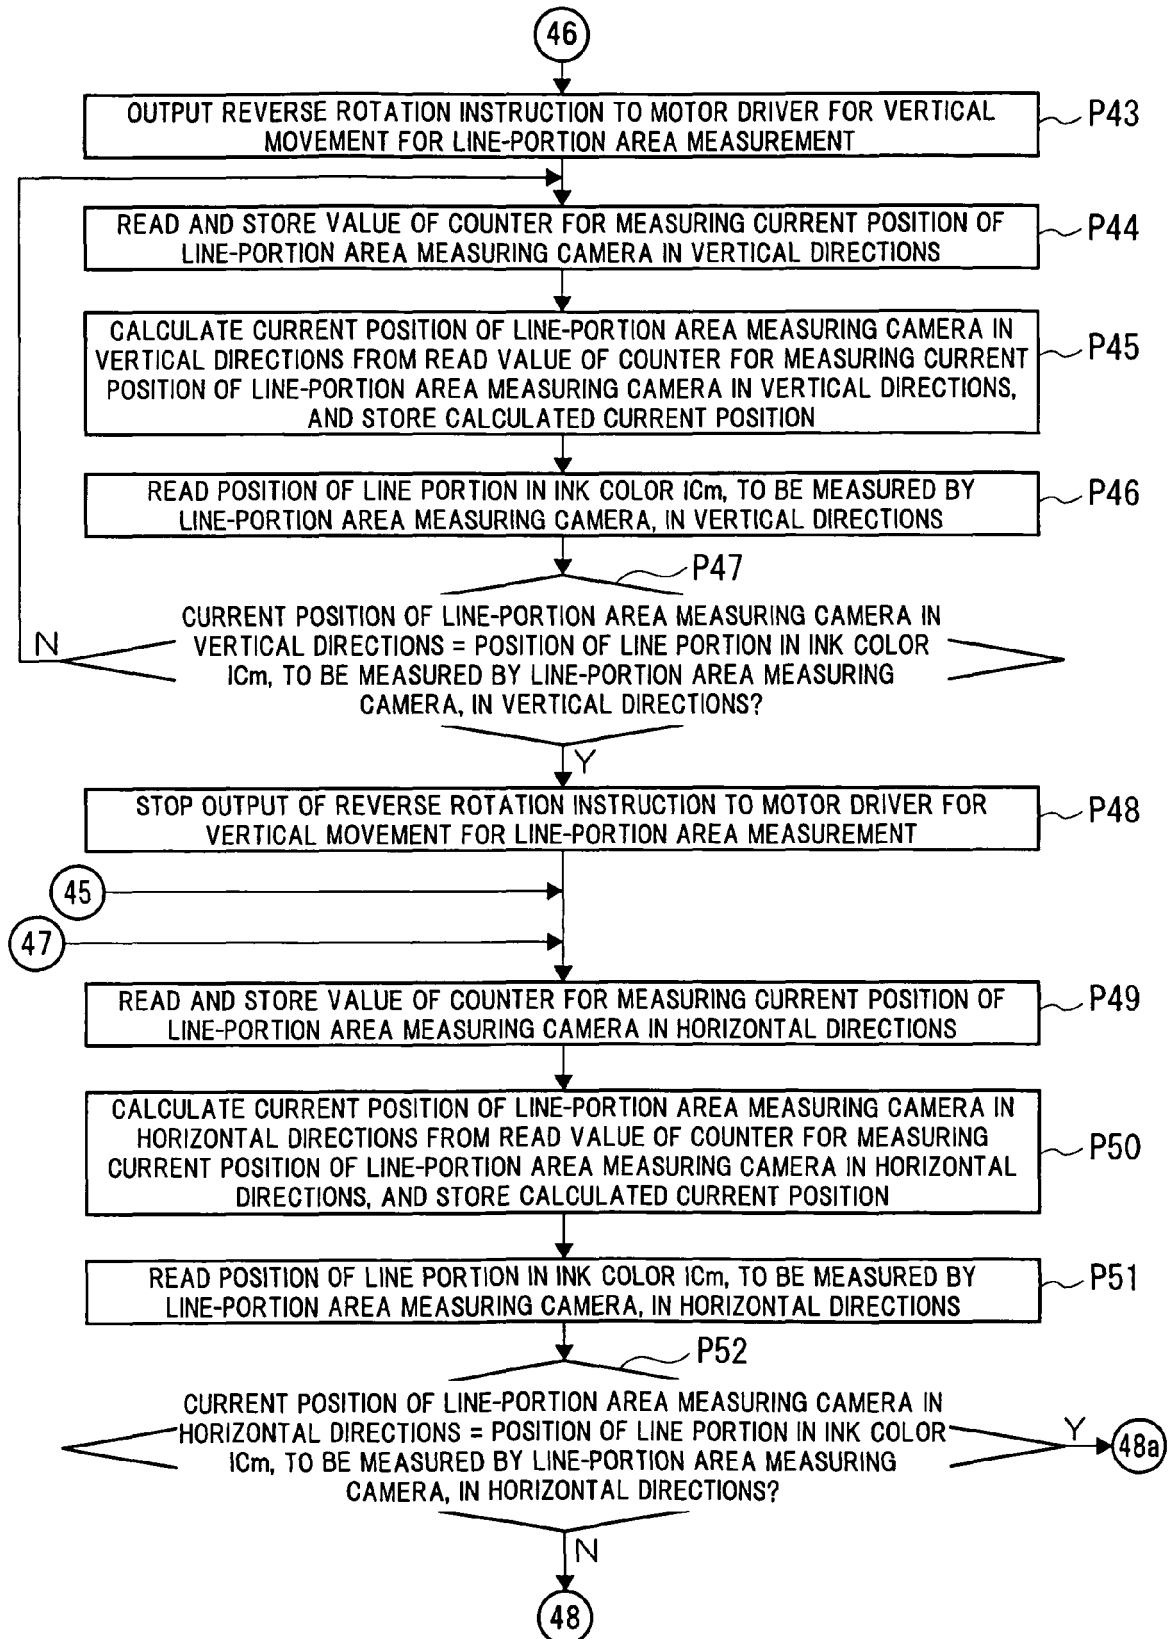 46
OUTPUT REVERSE ROTATION INSTRUCTION TO MOTOR DRIVER FOR VERTICAL
MOVEMENT FOR LINE-PORTION AREA MEASUREMENT
P43
READ AND STORE VALUE OF COUNTER FOR MEASURING CURRENT POSITION OF
LINE-PORTION AREA MEASURING CAMERA IN VERTICAL DIRECTIONS
P44
CALCULATE CURRENT POSITION OF LINE-PORTION AREA MEASURING CAMERA IN
VERTICAL DIRECTIONS FROM READ VALUE OF COUNTER FOR MEASURING CURRENT
POSITION OF LINE-PORTION AREA MEASURING CAMERA IN VERTICAL DIRECTIONS,
AND STORE CALCULATED CURRENT POSITION
P45
READ POSITION OF LINE PORTION IN INK COLOR ICm, TO BE MEASURED BY
LINE-PORTION AREA MEASURING CAMERA, IN VERTICAL DIRECTIONS
P46
P47
CURRENT POSITION OF LINE-PORTION AREA MEASURING CAMERA IN
VERTICAL DIRECTIONS = POSITION OF LINE PORTION IN INK COLOR
ICm, TO BE MEASURED BY LINE-PORTION AREA MEASURING
CAMERA, IN VERTICAL DIRECTIONS?
N
Y
STOP OUTPUT OF REVERSE ROTATION INSTRUCTION TO MOTOR DRIVER FOR
VERTICAL MOVEMENT FOR LINE-PORTION AREA MEASUREMENT
P48
45
47
READ AND STORE VALUE OF COUNTER FOR MEASURING CURRENT POSITION OF
LINE-PORTION AREA MEASURING CAMERA IN HORIZONTAL DIRECTIONS
P49
CALCULATE CURRENT POSITION OF LINE-PORTION AREA MEASURING CAMERA IN
HORIZONTAL DIRECTIONS FROM READ VALUE OF COUNTER FOR MEASURING
CURRENT POSITION OF LINE-PORTION AREA MEASURING CAMERA IN HORIZONTAL
DIRECTIONS, AND STORE CALCULATED CURRENT POSITION
P50
READ POSITION OF LINE PORTION IN INK COLOR ICm, TO BE MEASURED BY
LINE-PORTION AREA MEASURING CAMERA, IN HORIZONTAL DIRECTIONS
P51
P52
CURRENT POSITION OF LINE-PORTION AREA MEASURING CAMERA IN
HORIZONTAL DIRECTIONS = POSITION OF LINE PORTION IN INK COLOR
ICm, TO BE MEASURED BY LINE-PORTION AREA MEASURING
CAMERA, IN HORIZONTAL DIRECTIONS?
Y
48a
N
48